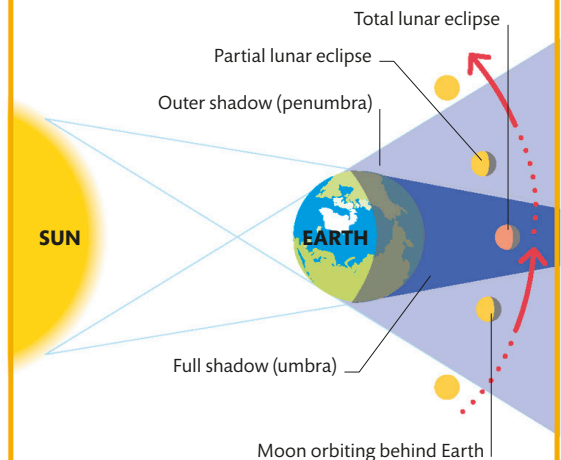 Total lunar eclipse
Partial lunar eclipse
Outer shadow (penumbra)
SUN
EARTH
Full shadow (umbra)
Moon orbiting behind Earth